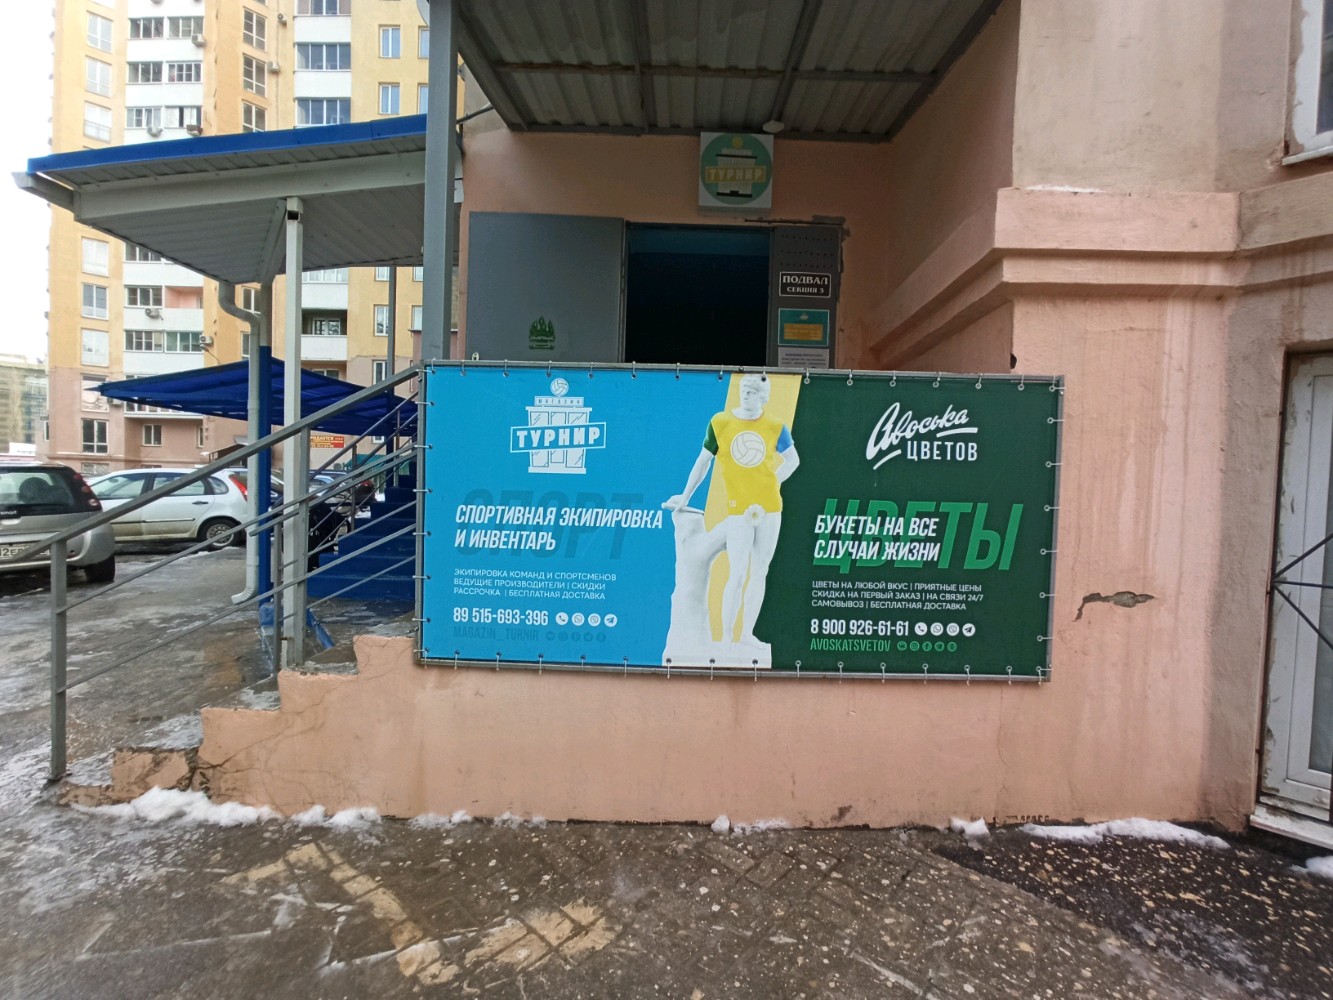 ТУРНИР
ПОДВАЛ
СЕКЦИЯ 3
МАГАЗИН
ТУРНИР
СПОРТ
СПОРТИВНАЯ ЭКИПИРОВКА
И ИНВЕНТАРЬ
ЭКИПИРОВКА КОМАНД И СПОРТСМЕНОВ
ВЕДУЩИЕ ПРОИЗВОДИТЕЛИ | СКИДКИ
РАССРОЧКА | БЕСПЛАТНАЯ ДОСТАВКА
89 515-693-396
MAGAZIN_TURNIR
Авоська
ЦВЕТОВ
ЦВЕТЫ
БУКЕТЫ НА ВСЕ
СЛУЧАИ ЖИЗНИ
ЦВЕТЫ НА ЛЮБОЙ ВКУС | ПРИЯТНЫЕ ЦЕНЫ
СКИДКА НА ПЕРВЫЙ ЗАКАЗ | НА СВЯЗИ 24/7
САМОВЫВОЗ | БЕСПЛАТНАЯ ДОСТАВКА
8 900 926-61-61
AVOSKATSVETOV